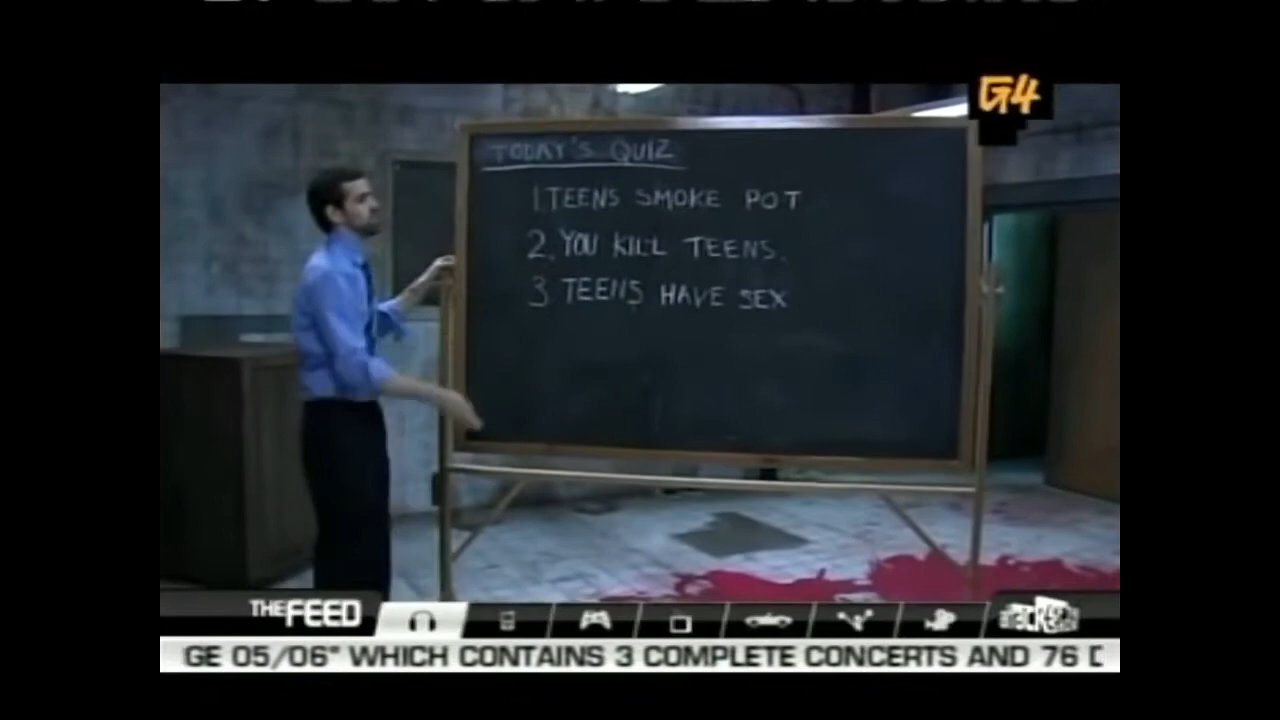 G4
TODAY'S QUIZ
1. TEENS SMOKE POT
2. YOU KILL TEENS.
3. TEENS HAVE SEX
THE FEED
GE 05/06" WHICH CONTAINS 3 COMPLETE CONCERTS AND 76